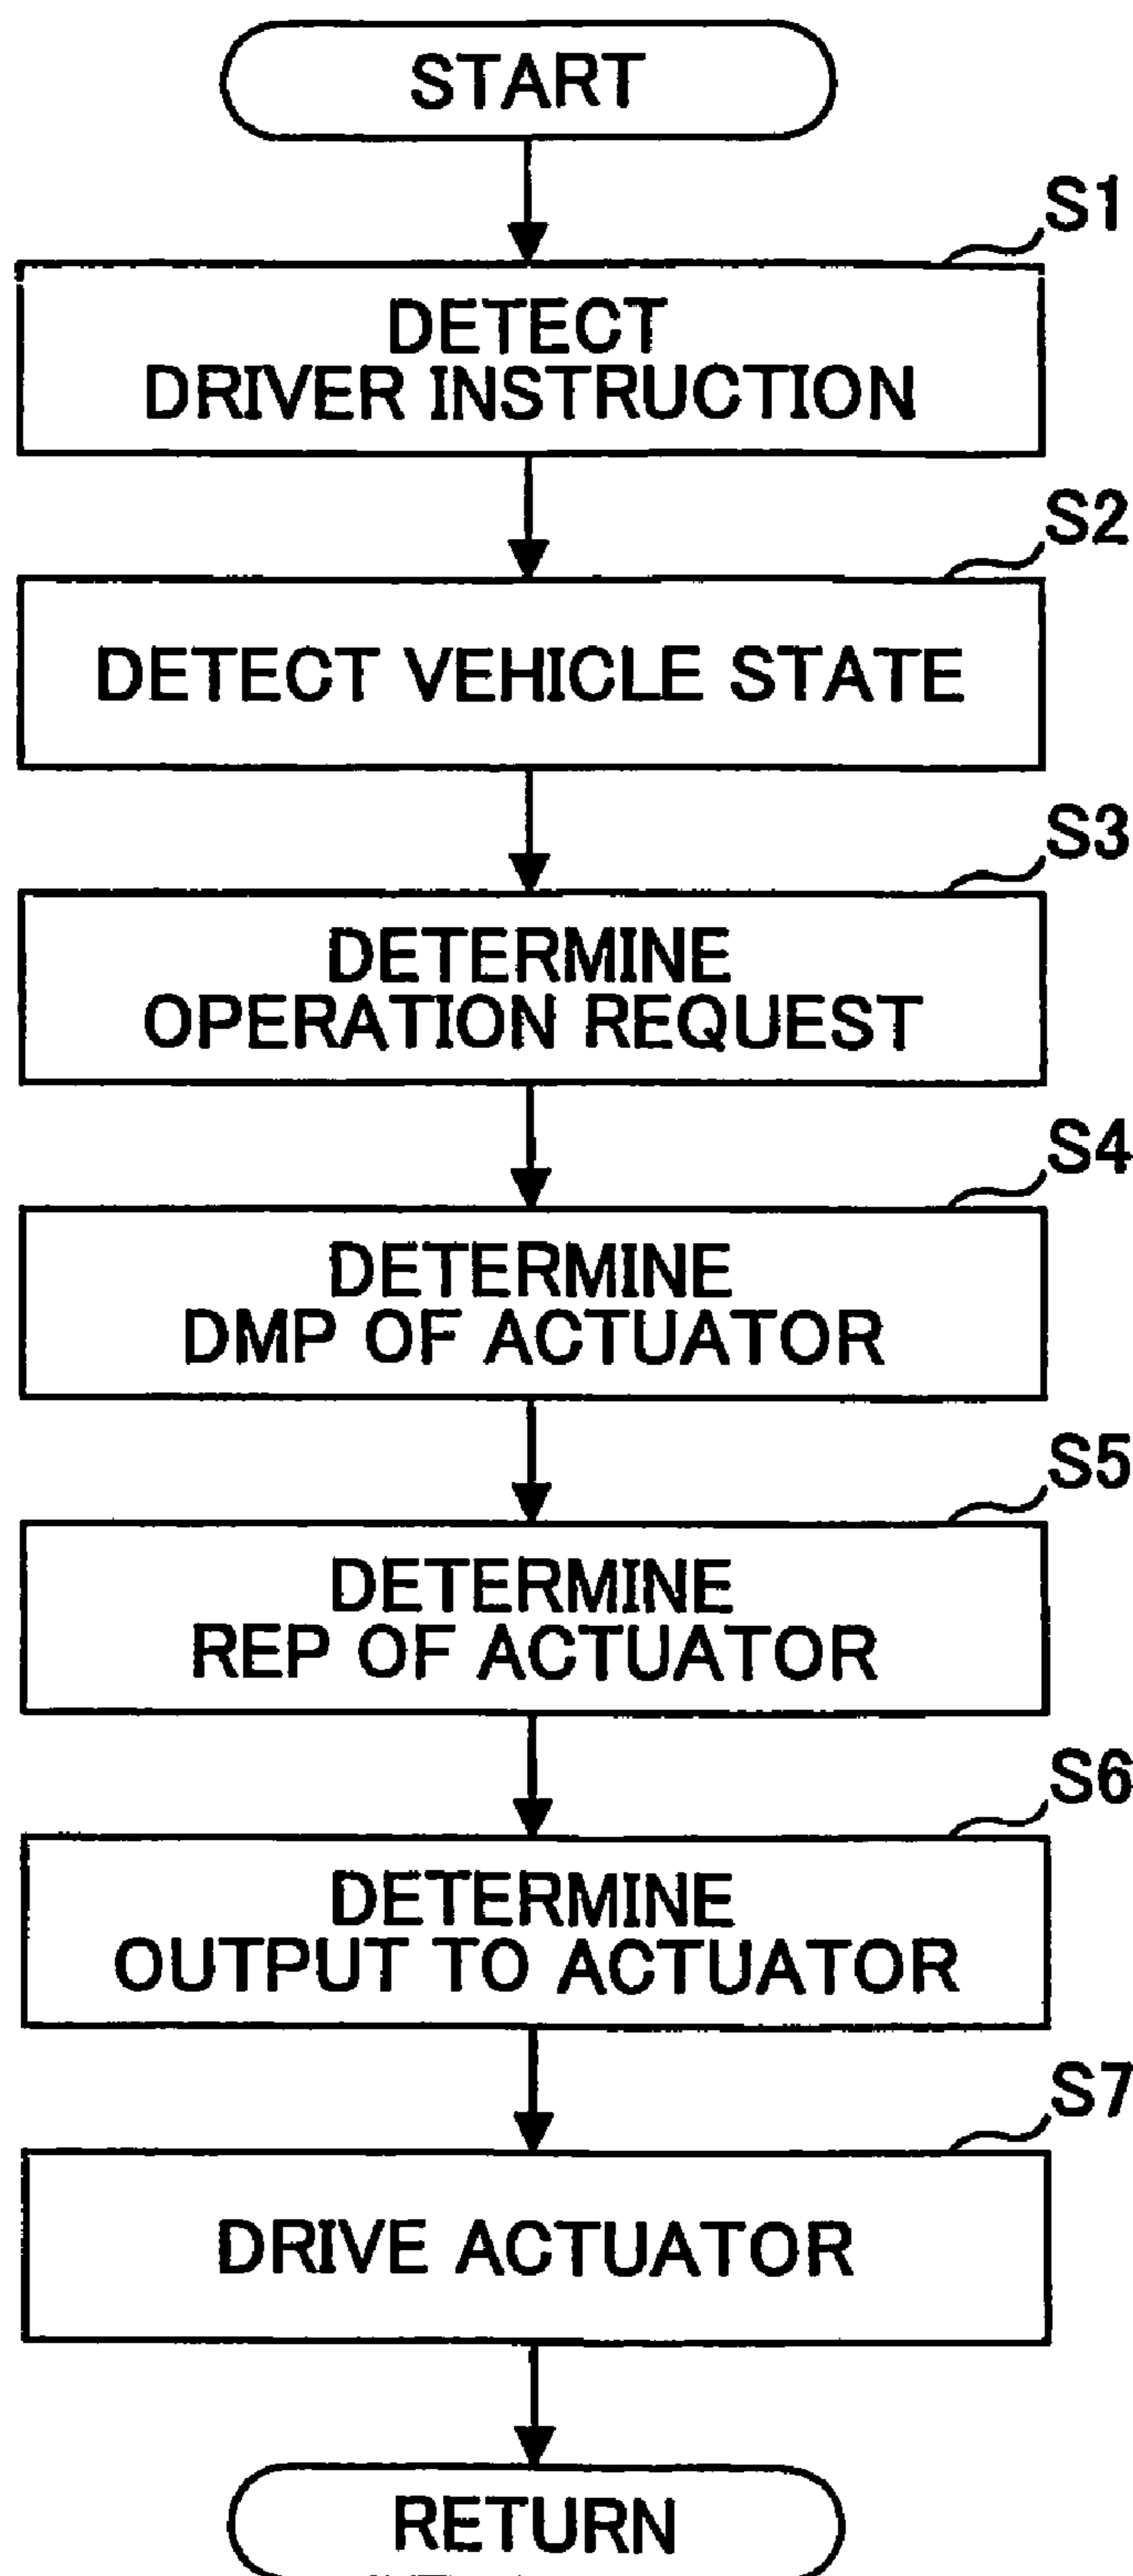 START
S1
DETECT
DRIVER INSTRUCTION
S2
DETECT VEHICLE STATE
S3
DETERMINE
OPERATION REQUEST
S4
DETERMINE
DMP OF ACTUATOR
S5
DETERMINE
REP OF ACTUATOR
S6
DETERMINE
OUTPUT TO ACTUATOR
S7
DRIVE ACTUATOR
RETURN